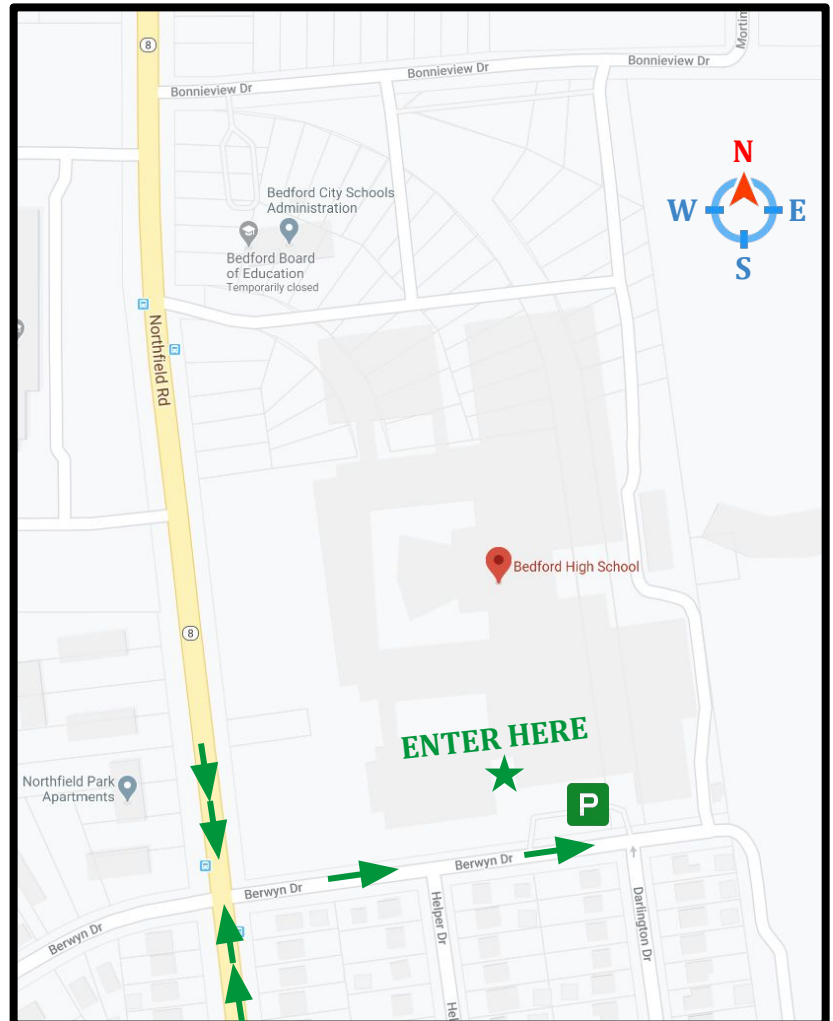 8
Mortin
Bonnieview Dr
Bonnieview Dr
Bonnieview Dr
N
W
E
S
Bedford City Schools
Administration
Bedford Board
of Education
Temporarily closed
Northfield Rd
Bedford High School
8
ENTER HERE
Northfield Park
Apartments
P
Berwyn Dr
Berwyn Dr
Berwyn Dr
Helper Dr
Darlington Dr
Hel